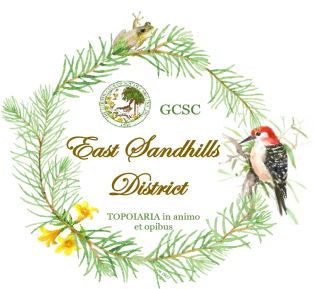 GCSC
East Sandhills
District
TOPOIARIA in animo
et opibus